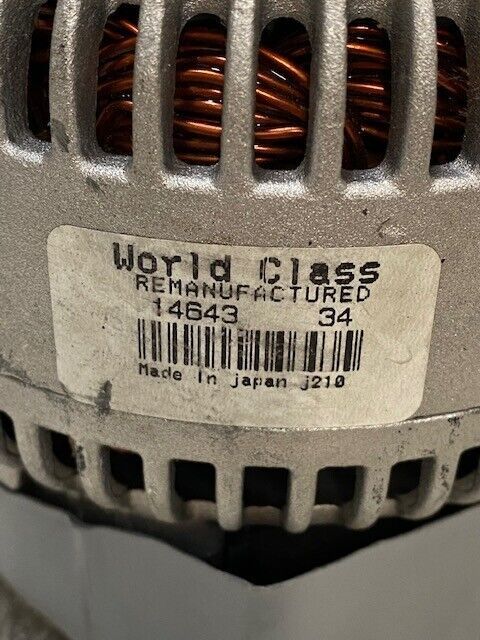 World Class
REMANUFACTURED
14643 34
Made In japan j210